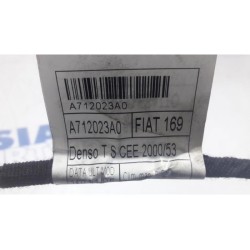 A712023A0
A712023A0 FIAT 169
Denso T S CEE 2000/53